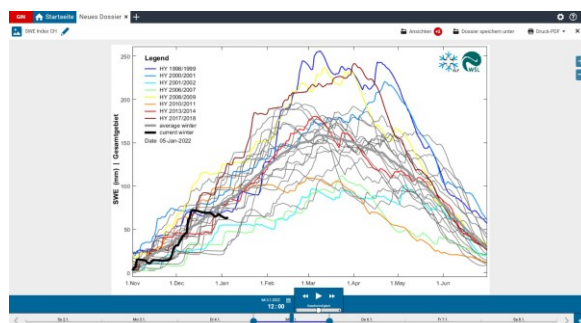 GIN Startseite Neues Dossier × +
SWE Index CH Ansichten Dossier speichern unter Druck-PDF ×
SWE (mm) | Gesamtgebiet
250
200
150
100
50
0
Legend
HY 1998/1999
HY 2000/2001
HY 2001/2002
HY 2006/2007
HY 2008/2009
HY 2010/2011
HY 2013/2014
HY 2017/2018
average winter
current winter
Date 05-Jan-2022
SLF WSL
1.Nov 1.Dec 1.Jan 1.Feb 1.Mar 1.Apr 1.May 1.Jun
12:00